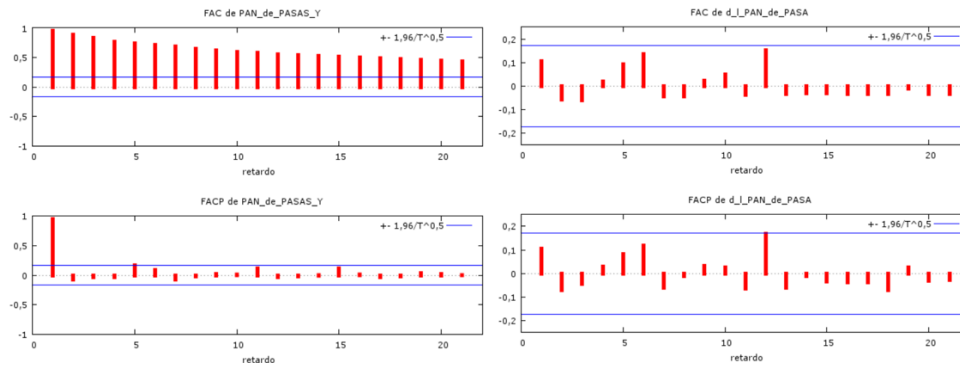 FAC de PAN_de_PASAS_Y
+- 1,96/T^0,5
1
0,5
0
-0,5
-1
0 5 10 15 20
retardo
FACP de PAN_de_PASAS_Y
+- 1,96/T^0,5
1
0,5
0
-0,5
-1
0 5 10 15 20
retardo
FAC de d_l_PAN_de_PASA
+- 1,96/T^0,5
0,2
0,1
0
-0,1
-0,2
0 5 10 15 20
retardo
FACP de d_l_PAN_de_PASA
+- 1,96/T^0,5
0,2
0,1
0
-0,1
-0,2
0 5 10 15 20
retardo